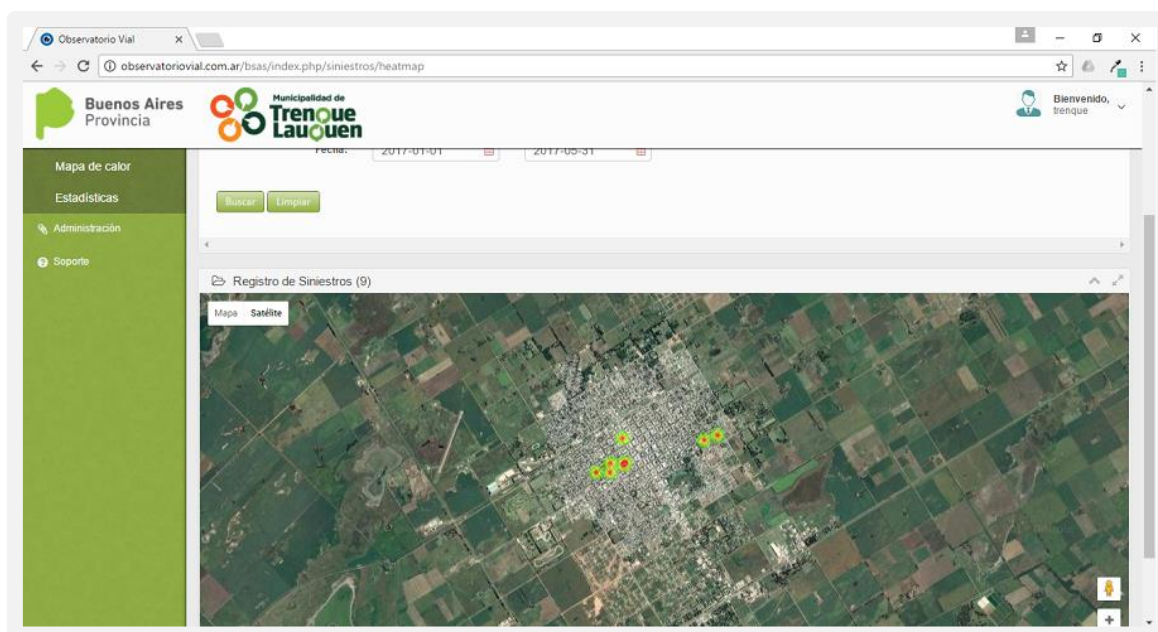 Observatorio Vial
observatoriovial.com.ar/bsas/index.php/siniestros/heatmap
Buenos Aires
Provincia
Municipalidad de
Trenque
Lauquen
Bienvenido,
trenque
Mapa de calor
Estadísticas
Administración
Soporte
Fecha:
2017-01-01
2017-05-31
Buscar
Limpiar
Registro de Siniestros (9)
Mapa
Satélite